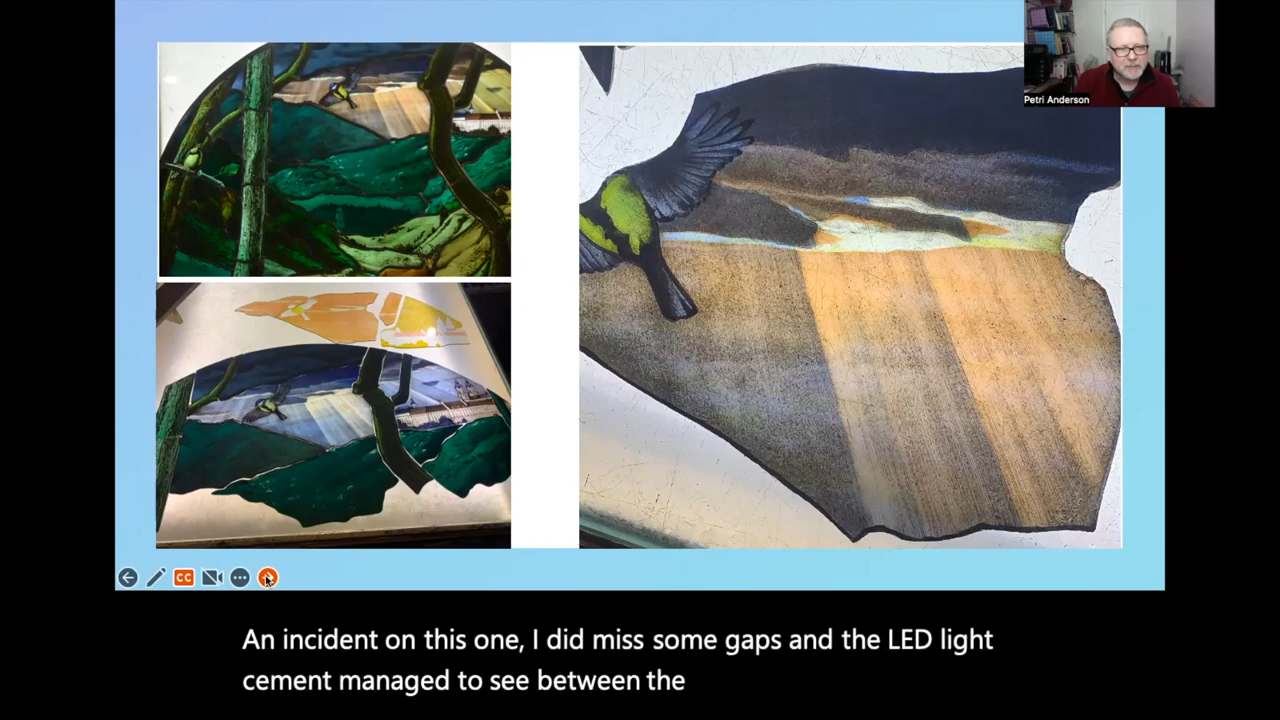 Petri Anderson
CC
An incident on this one, I did miss some gaps and the LED light
cement managed to see between the